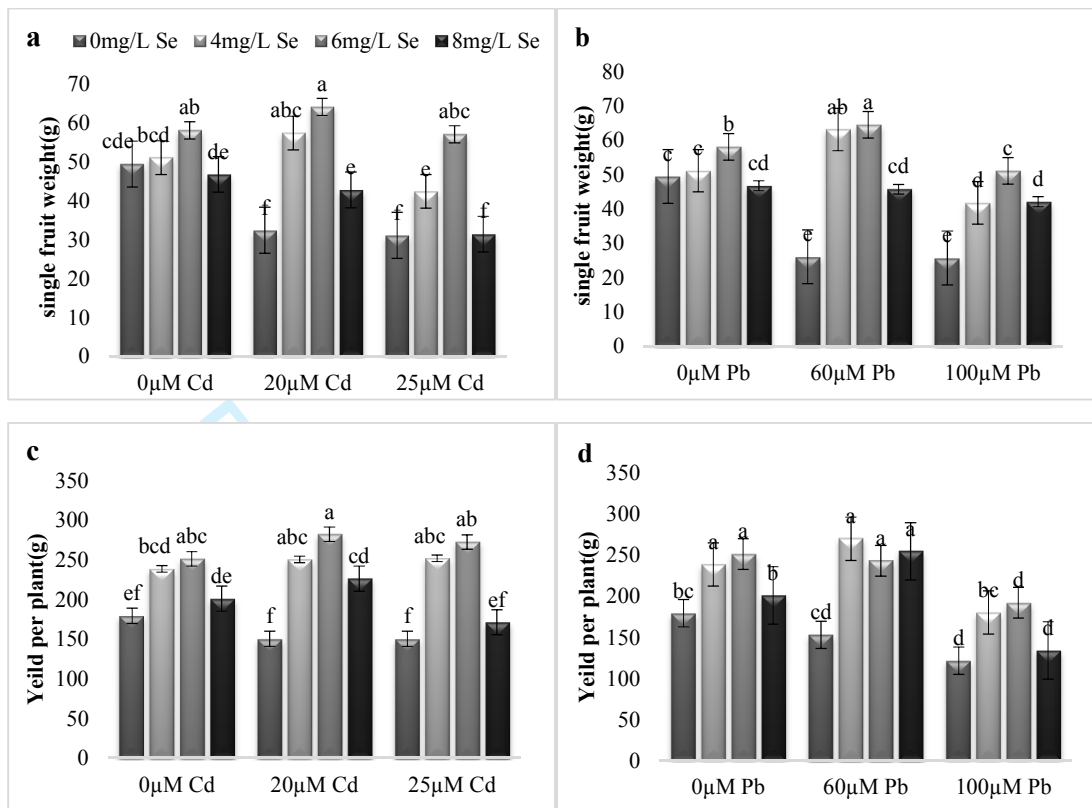 a
0mg/L Se 4mg/L Se 6mg/L Se 8mg/L Se
single fruit weight(g)
70
60
50
40
30
20
10
0
cde bcd ab de
f abc a e
f e abc f
0µM Cd 20µM Cd 25µM Cd
b
single fruit weight(g)
80
70
60
50
40
30
20
10
0
c c b cd
e ab a cd
e d c d
0µM Pb 60µM Pb 100µM Pb
c
Yeild per plant(g)
350
300
250
200
150
100
50
0
ef bcd abc de
f abc a cd
f abc ab ef
0µM Cd 20µM Cd 25µM Cd
d
Yeild per plant(g)
350
300
250
200
150
100
50
0
bc a a b
cd a a a
d bc d d
0µM Pb 60µM Pb 100µM Pb